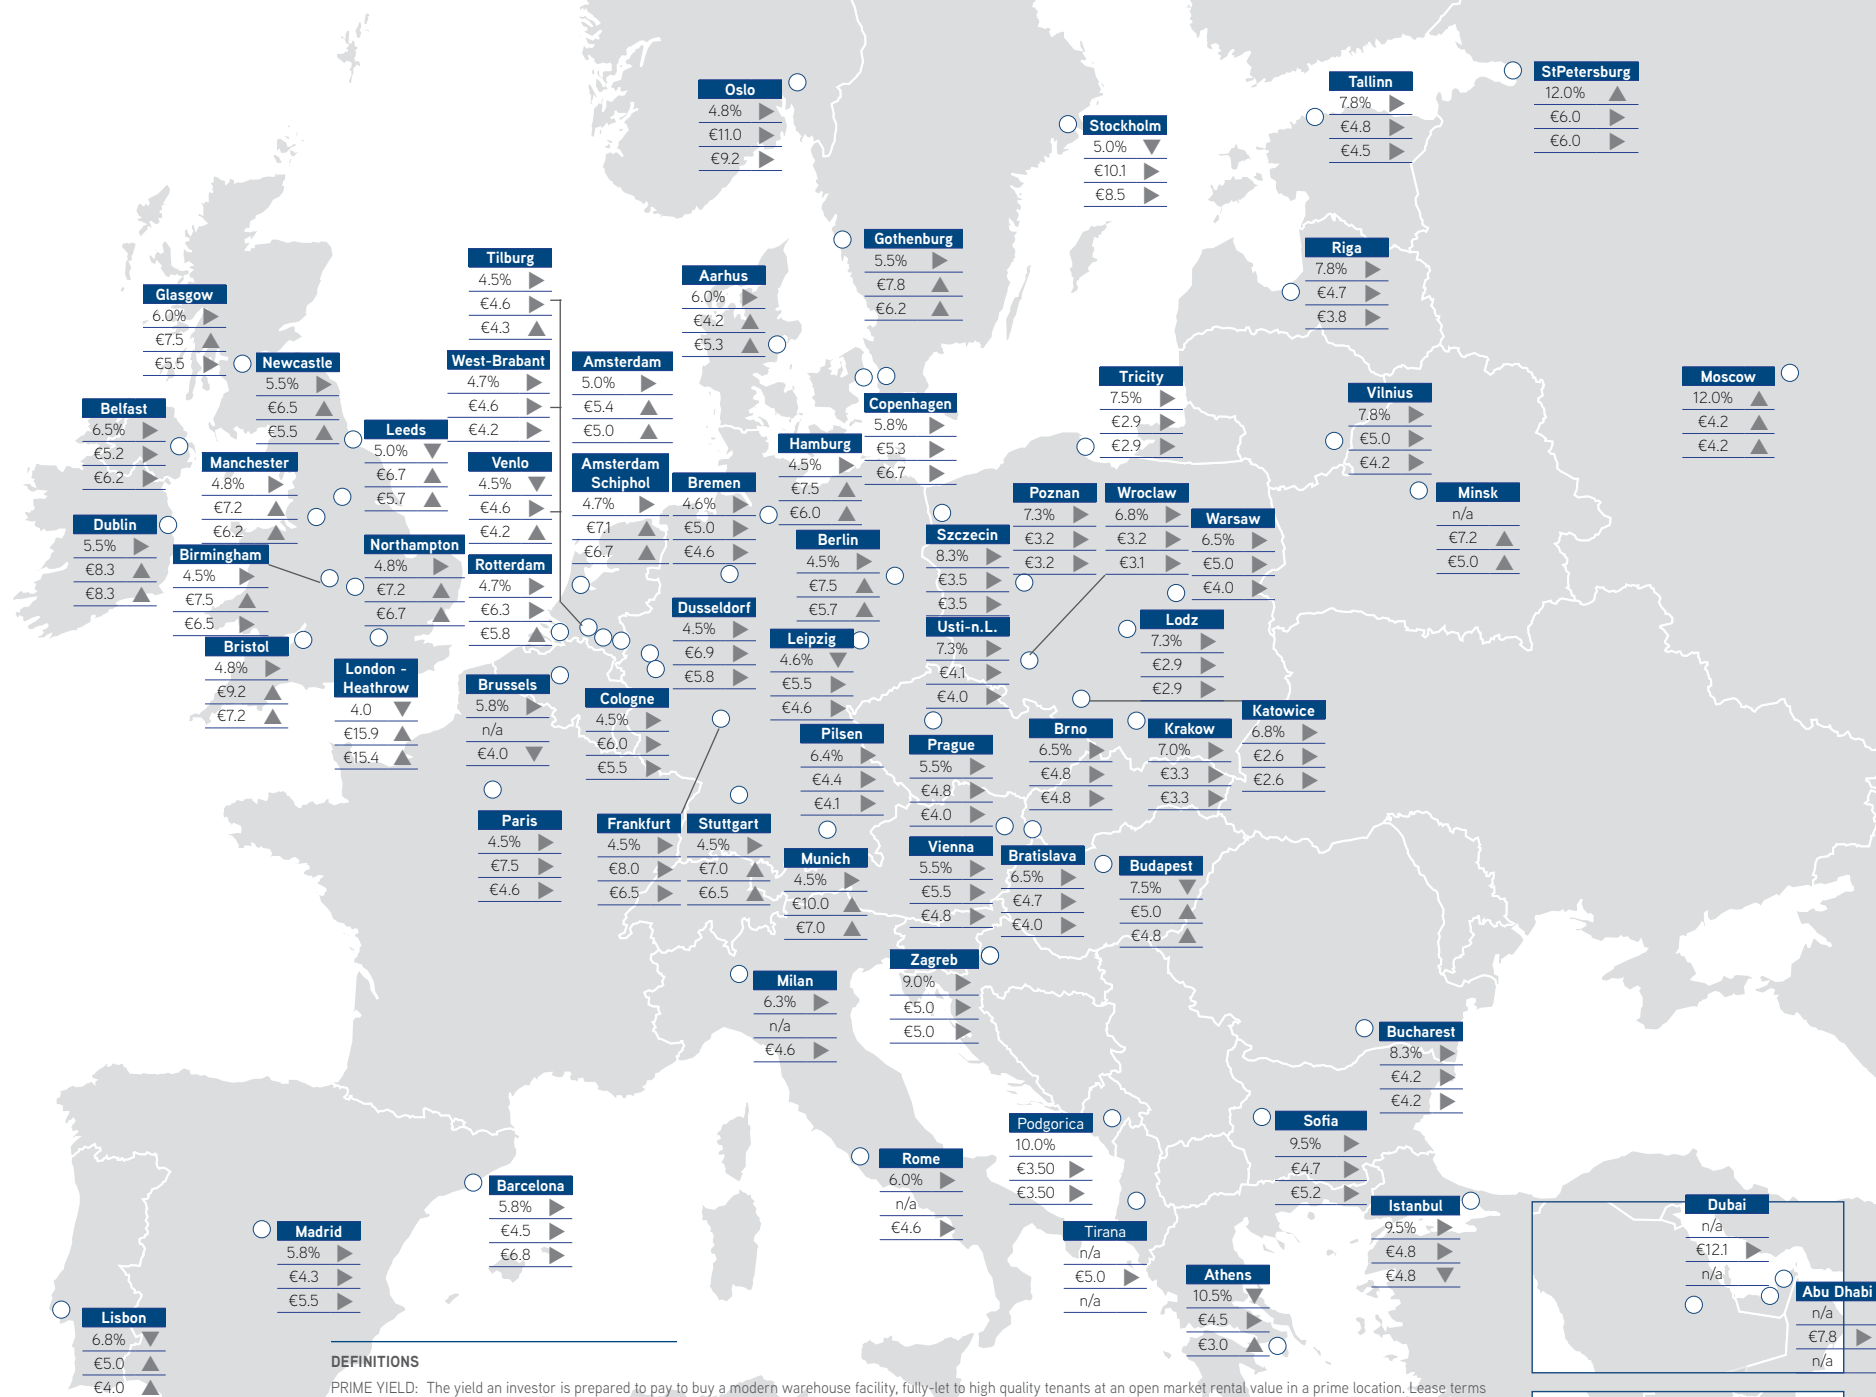 Oslo
4.8%
€11.0
€9.2
Stockholm
5.0%
€10.1
€8.5
Tallinn
7.8%
€4.8
€4.5
StPetersburg
12.0%
€6.0
€6.0
Gothenburg
5.5%
€7.8
€6.2
Riga
7.8%
€4.7
€3.8
Tilburg
4.5%
€4.6
€4.3
Aarhus
6.0%
€4.2
€5.3
Glasgow
6.0%
€7.5
€5.5
Newcastle
5.5%
€6.5
€5.5
West-Brabant
4.7%
€4.6
€4.2
Amsterdam
5.0%
€5.4
€5.0
Copenhagen
5.8%
€5.3
€6.7
Tricity
7.5%
€2.9
€2.9
Vilnius
7.8%
€5.0
€4.2
Moscow
12.0%
€4.2
€4.2
Belfast
6.5%
€5.2
€6.2
Leeds
5.0%
€6.7
€5.7
Manchester
4.8%
€7.2
€6.2
Venlo
4.5%
€4.6
€4.2
Amsterdam
Schiphol
4.7%
€7.1
€6.7
Bremen
4.6%
€5.0
€4.6
Hamburg
4.5%
€7.5
€6.0
Poznan
7.3%
€3.2
€3.2
Wroclaw
6.8%
€3.2
€3.1
Warsaw
6.5%
€5.0
€4.0
Minsk
n/a
€7.2
€5.0
Dublin
5.5%
€8.3
€8.3
Birmingham
4.5%
€7.5
€6.5
Northampton
4.8%
€7.2
€6.7
Rotterdam
4.7%
€6.3
€5.8
Berlin
4.5%
€7.5
€5.7
Szczecin
8.3%
€3.5
€3.5
Dusseldorf
4.5%
€6.9
€5.8
Leipzig
4.6%
€5.5
€4.6
Usti-n.L.
7.3%
€4.1
€4.0
Lodz
7.3%
€2.9
€2.9
Bristol
4.8%
€9.2
€7.2
London -
Heathrow
4.0
€15.9
€15.4
Brussels
5.8%
n/a
€4.0
Cologne
4.5%
€6.0
€5.5
Pilsen
6.4%
€4.4
€4.1
Prague
5.5%
€4.8
€4.0
Brno
6.5%
€4.8
€4.8
Krakow
7.0%
€3.3
€3.3
Katowice
6.8%
€2.6
€2.6
Paris
4.5%
€7.5
€4.6
Frankfurt
4.5%
€8.0
€6.5
Stuttgart
4.5%
€7.0
€6.5
Munich
4.5%
€10.0
€7.0
Vienna
5.5%
€5.5
€4.8
Bratislava
6.5%
€4.7
€4.0
Budapest
7.5%
€5.0
€4.8
Milan
6.3%
n/a
€4.6
Zagreb
9.0%
€5.0
€5.0
Bucharest
8.3%
€4.2
€4.2
Podgorica
10.0%
€3.50
€3.50
Sofia
9.5%
€4.7
€5.2
Rome
6.0%
n/a
€4.6
Barcelona
5.8%
€4.5
€6.8
Madrid
5.8%
€4.3
€5.5
Tirana
n/a
€5.0
n/a
Istanbul
9.5%
€4.8
€4.8
Dubai
n/a
€12.1
n/a
Athens
10.5%
€4.5
€3.0
Abu Dhabi
n/a
€7.8
n/a
Lisbon
6.8%
€5.0
€4.0
DEFINITIONS
PRIME YIELD: The yield an investor is prepared to pay to buy a modern warehouse facility, fully-let to high quality tenants at an open market rental value in a prime location. Lease terms